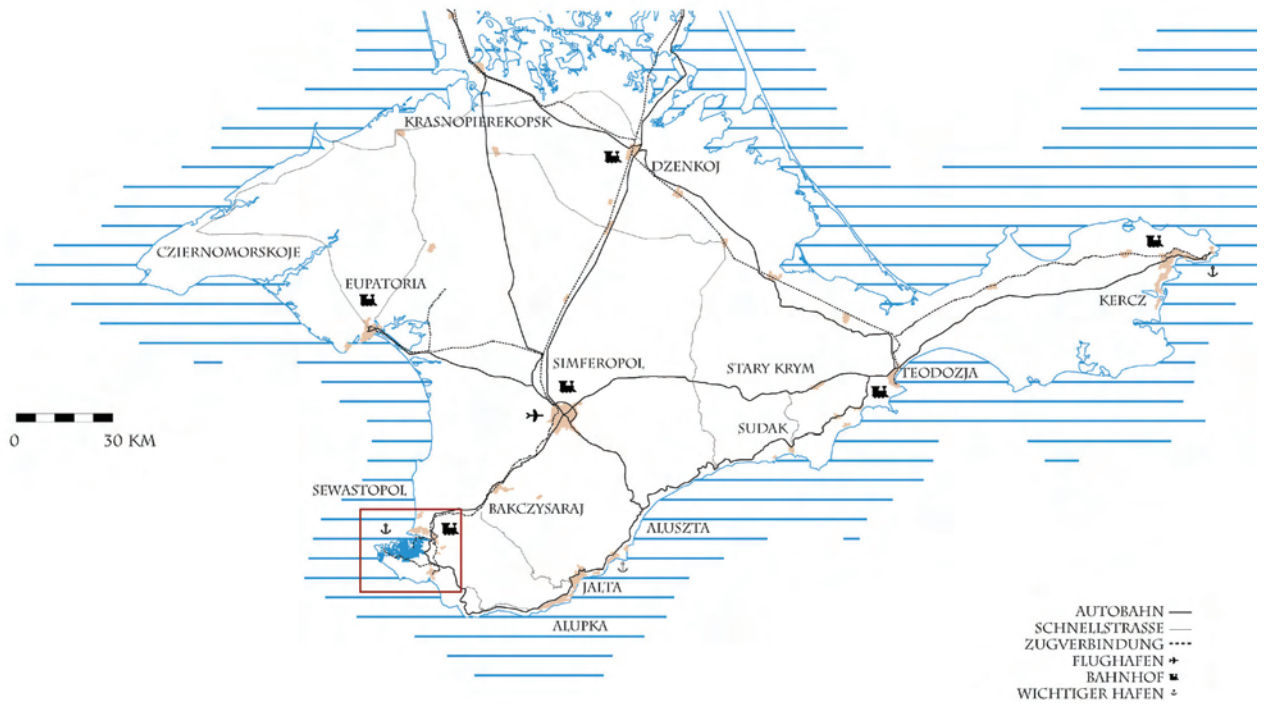 KRASNOPIEREKOPSK
DZENKOJ
CZIERNOMORSKOJE
EUPATORIA
KERCZ
SIMFEROPOL
STARY KRYM
TEODOZJA
SUDAK
0 30 KM
SEWASTOPOL
BAKCZYSARAJ
ALUSZTA
JALTA
ALUPKA
AUTOBAHN
SCHNELLSTRASSE
ZUGVERBINDUNG
FLUGHAFEN
BAHNHOF
WICHTIGER HAFEN